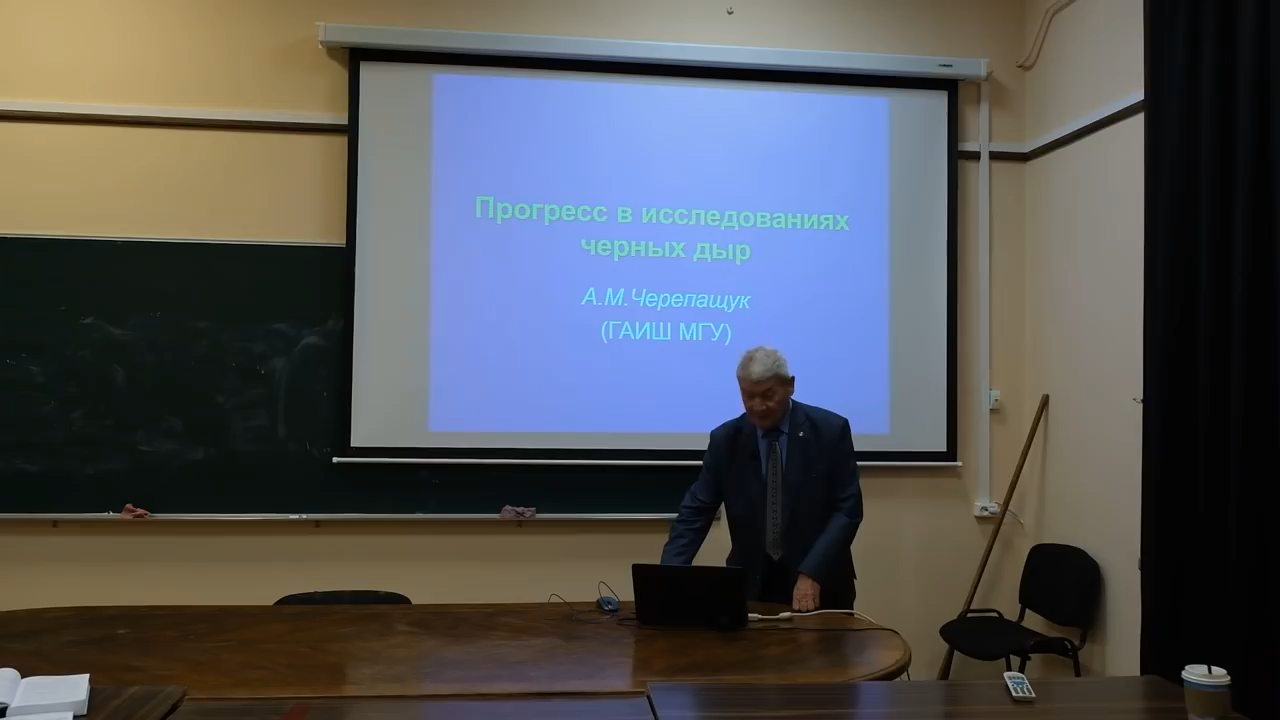 Прогресс в исследованиях
черных дыр
А.М.Черепащук
(ГАИШ МГУ)